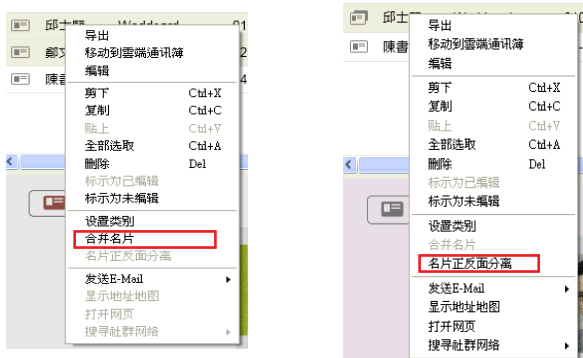 导出
移动到雲端通讯簿
编辑
剪下 Ctrl+X
复制 Ctrl+C
贴上 Ctrl+V
全部选取 Ctrl+A
删除 Del
标示为已编辑
标示为未编辑
设置类别
合并名片
名片正反面分离
发送E-Mail
显示地址地图
打开网页
搜寻社群网络
邱士
陳書
导出
移动到雲端通讯簿
编辑
剪下 Ctrl+X
复制 Ctrl+C
贴上 Ctrl+V
全部选取 Ctrl+A
删除 Del
标示为已编辑
标示为未编辑
设置类别
合并名片
名片正反面分离
发送E-Mail
显示地址地图
打开网页
搜寻社群网络